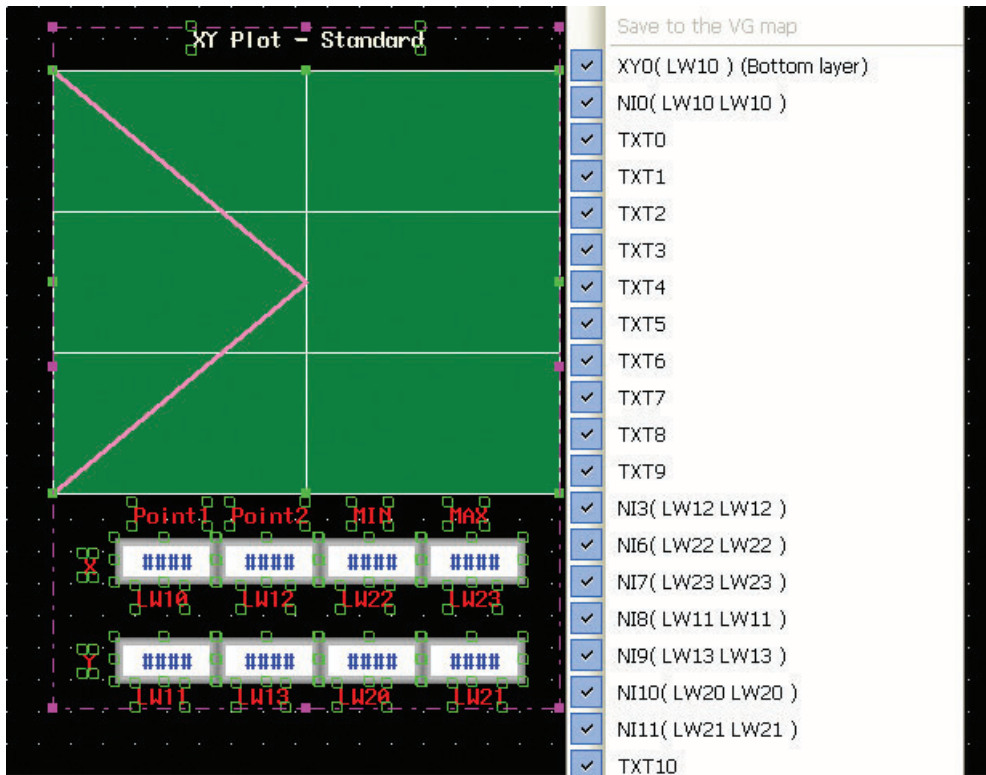 XY Plot - Standard
Point1 Point2 MIN MAX
X #### #### #### ####
LW10 LW12 LW22 LW23
Y #### #### #### ####
LW11 LW13 LW20 LW21
Save to the VG map
XY0( LW10 ) (Bottom layer)
NI0( LW10 LW10 )
TXT0
TXT1
TXT2
TXT3
TXT4
TXT5
TXT6
TXT7
TXT8
TXT9
NI3( LW12 LW12 )
NI6( LW22 LW22 )
NI7( LW23 LW23 )
NI8( LW11 LW11 )
NI9( LW13 LW13 )
NI10( LW20 LW20 )
NI11( LW21 LW21 )
TXT10